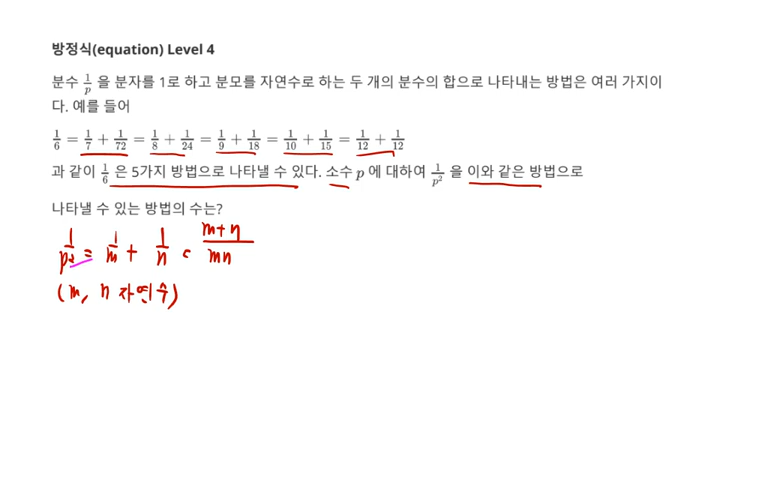 방정식(equation) Level 4
분수 1/p 을 분자를 1로 하고 분모를 자연수로 하는 두 개의 분수의 합으로 나타내는 방법은 여러 가지이
다. 예를 들어
1/6 = 1/7 + 1/72 = 1/8 + 1/24 = 1/9 + 1/18 = 1/10 + 1/15 = 1/12 + 1/12
과 같이 1/6 은 5가지 방법으로 나타낼 수 있다. 소수 p 에 대하여 1/p² 을 이와 같은 방법으로
나타낼 수 있는 방법의 수는?
1/p² = 1/m + 1/n = m+n/mn
(m, n 자연수)